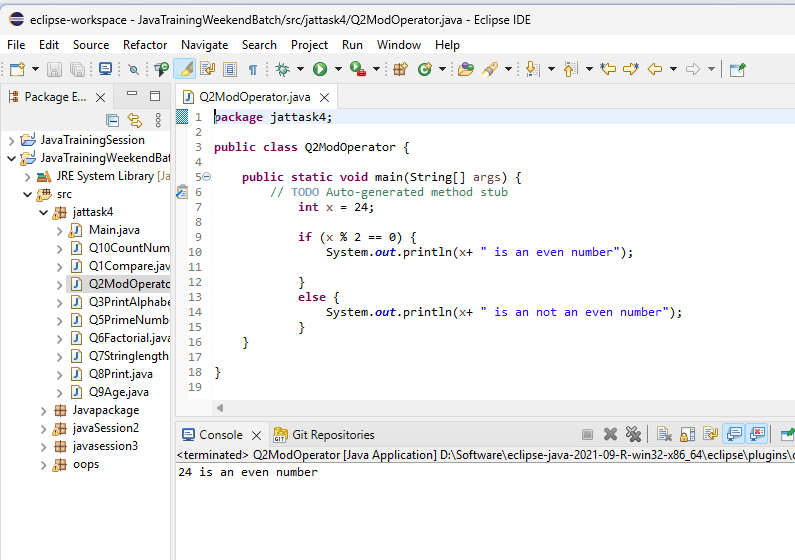 eclipse-workspace - JavaTrainingWeekendBatch/src/jattask4/Q2ModOperator.java - Eclipse IDE
File Edit Source Refactor Navigate Search Project Run Window Help
Package E...
JavaTrainingSession
JavaTrainingWeekendBat
JRE System Library [Ja
src
jattask4
Main.java
Q10CountNum
Q1Compare.jav
Q2ModOperato
Q3PrintAlphabe
Q5PrimeNumb
Q6Factorial.java
Q7Stringlength
Q8Print.java
Q9Age.java
Javapackage
javaSession2
javasession3
oops
Q2ModOperator.java
1 package jattask4;
2
3 public class Q2ModOperator {
4
5 public static void main(String[] args) {
6 // TODO Auto-generated method stub
7 int x = 24;
8
9 if (x % 2 == 0) {
10 System.out.println(x+ " is an even number");
11
12 }
13 else {
14 System.out.println(x+ " is an not an even number");
15 }
16 }
17
18 }
19
Console Git Repositories
<terminated> Q2ModOperator [Java Application] D:\Software\eclipse-java-2021-09-R-win32-x86_64\eclipse\plugins\
24 is an even number